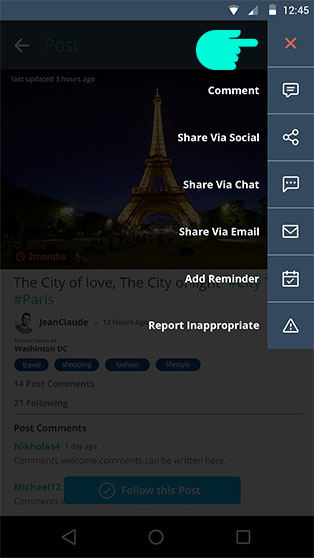 12:45
Post
last updated 3 hours ago
Comment
Share Via Social
Share Via Chat
Share Via Email
2months
Add Reminder
The City of love, The City of light #City
#Paris
JeanClaude • 12 Hours Ago
Report Inappropriate
Picture taken at
Washinton DC
travel shopping fashion lifestyle
14 Post Comments
21 Following
Post Comments
Nikholas4 1 day ago
Comments welcome.comments can be written here,
Michael12
Comments
Follow this Post